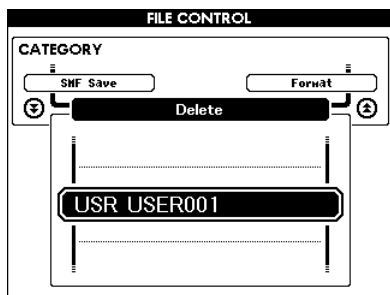 FILE CONTROL
CATEGORY
SMF Save
Format
Delete
USR USER001